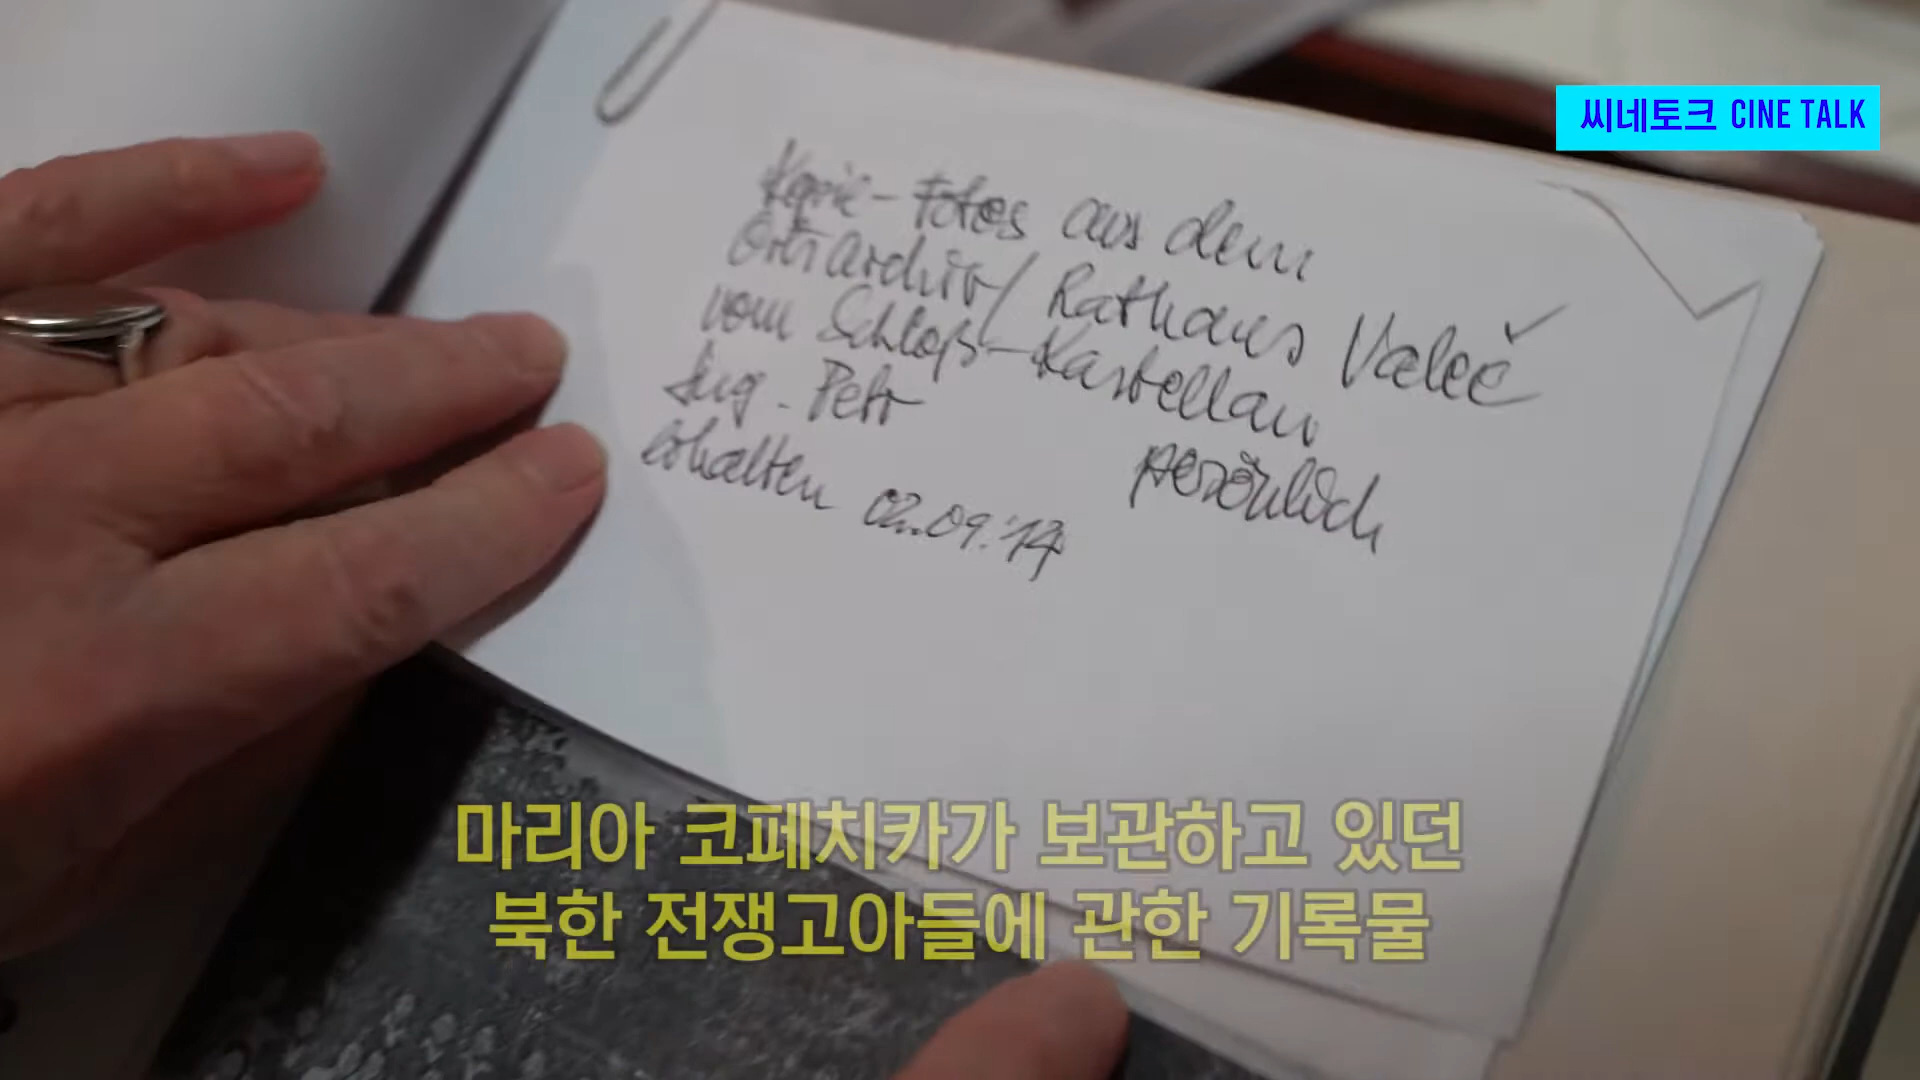 씨네토크 CINE TALK
Kopie-Fotos aus dem
Ortsarchiv/Rathaus Valeč
vom Schloß-Kastellan
Ing. Petr persönlich
erhalten 02.09.'14
마리아 코페치카가 보관하고 있던
북한 전쟁고아들에 관한 기록물